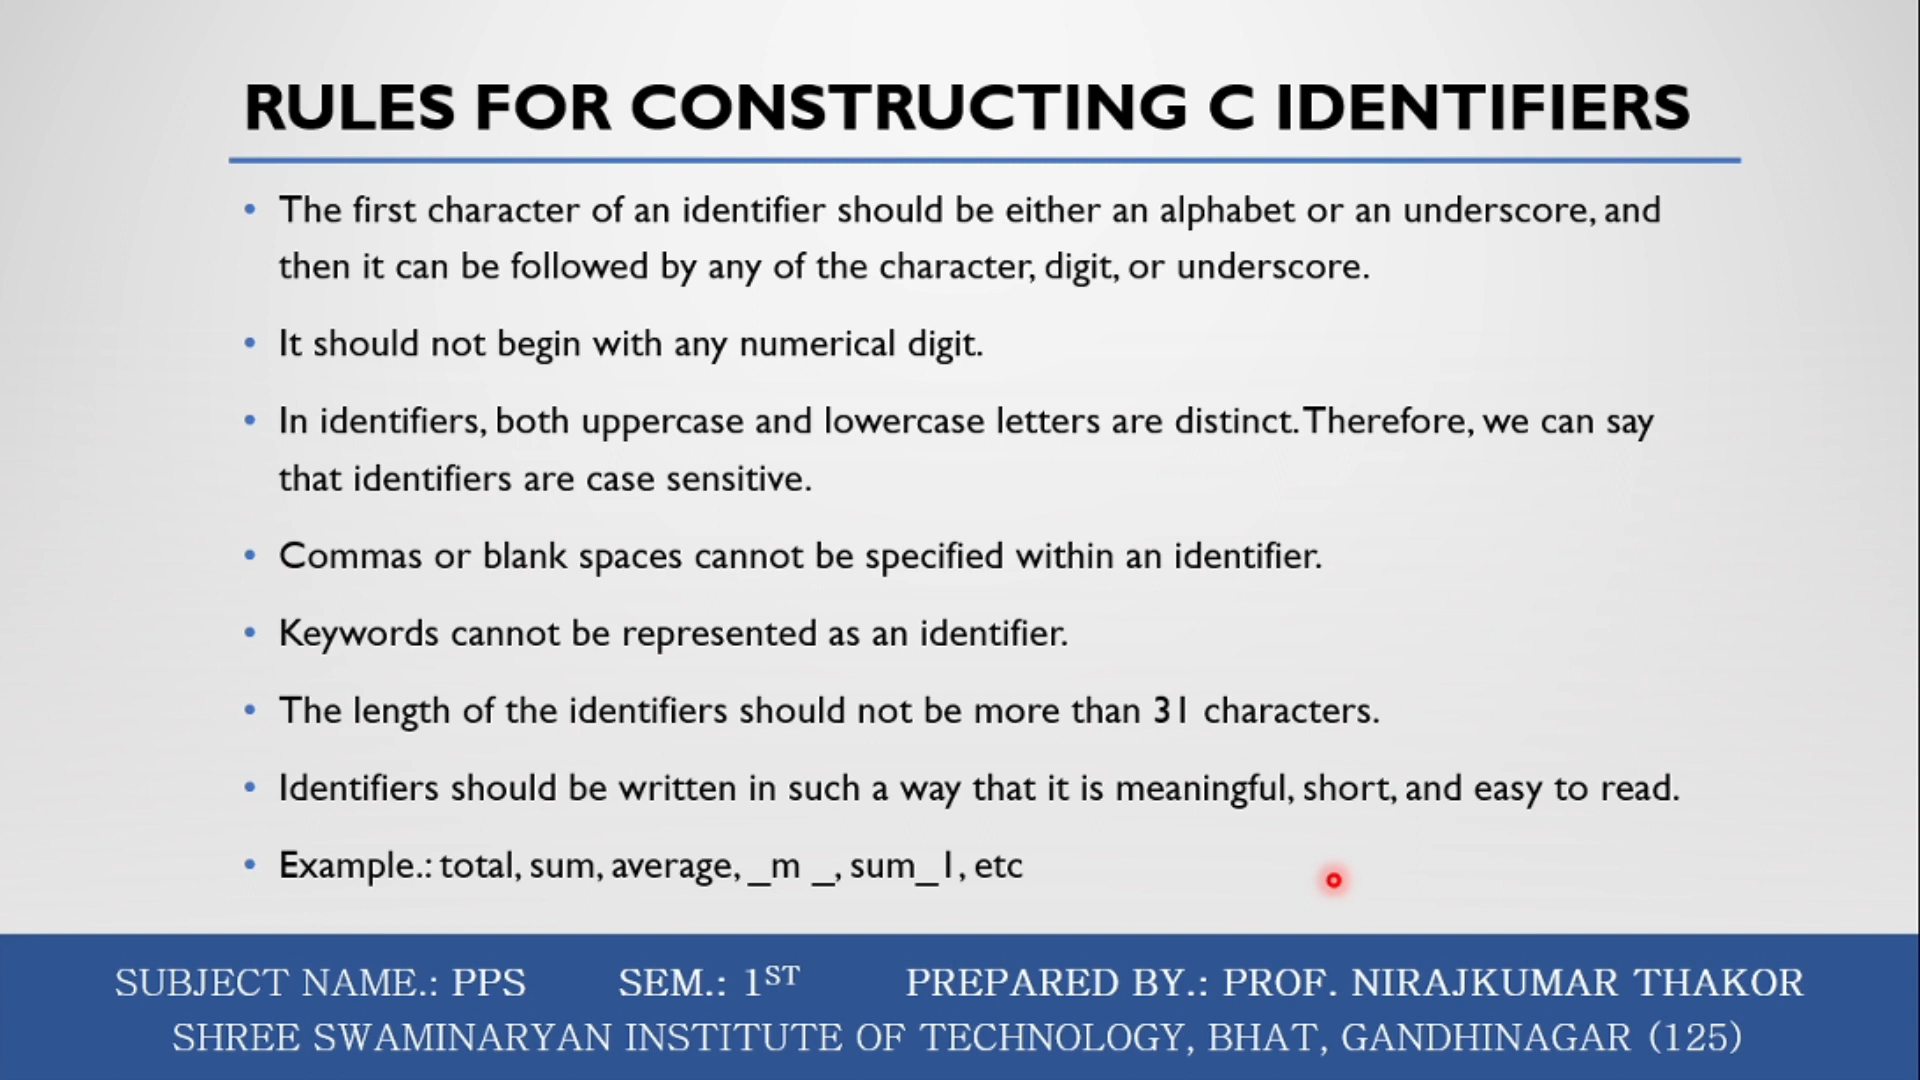 RULES FOR CONSTRUCTING C IDENTIFIERS
• The first character of an identifier should be either an alphabet or an underscore, and
then it can be followed by any of the character, digit, or underscore.
• It should not begin with any numerical digit.
• In identifiers, both uppercase and lowercase letters are distinct. Therefore, we can say
that identifiers are case sensitive.
• Commas or blank spaces cannot be specified within an identifier.
• Keywords cannot be represented as an identifier.
• The length of the identifiers should not be more than 31 characters.
• Identifiers should be written in such a way that it is meaningful, short, and easy to read.
• Example.: total, sum, average, _m _, sum_1, etc
SUBJECT NAME.: PPS SEM.: 1ST PREPARED BY.: PROF. NIRAJKUMAR THAKOR
SHREE SWAMINARYAN INSTITUTE OF TECHNOLOGY, BHAT, GANDHINAGAR (125)